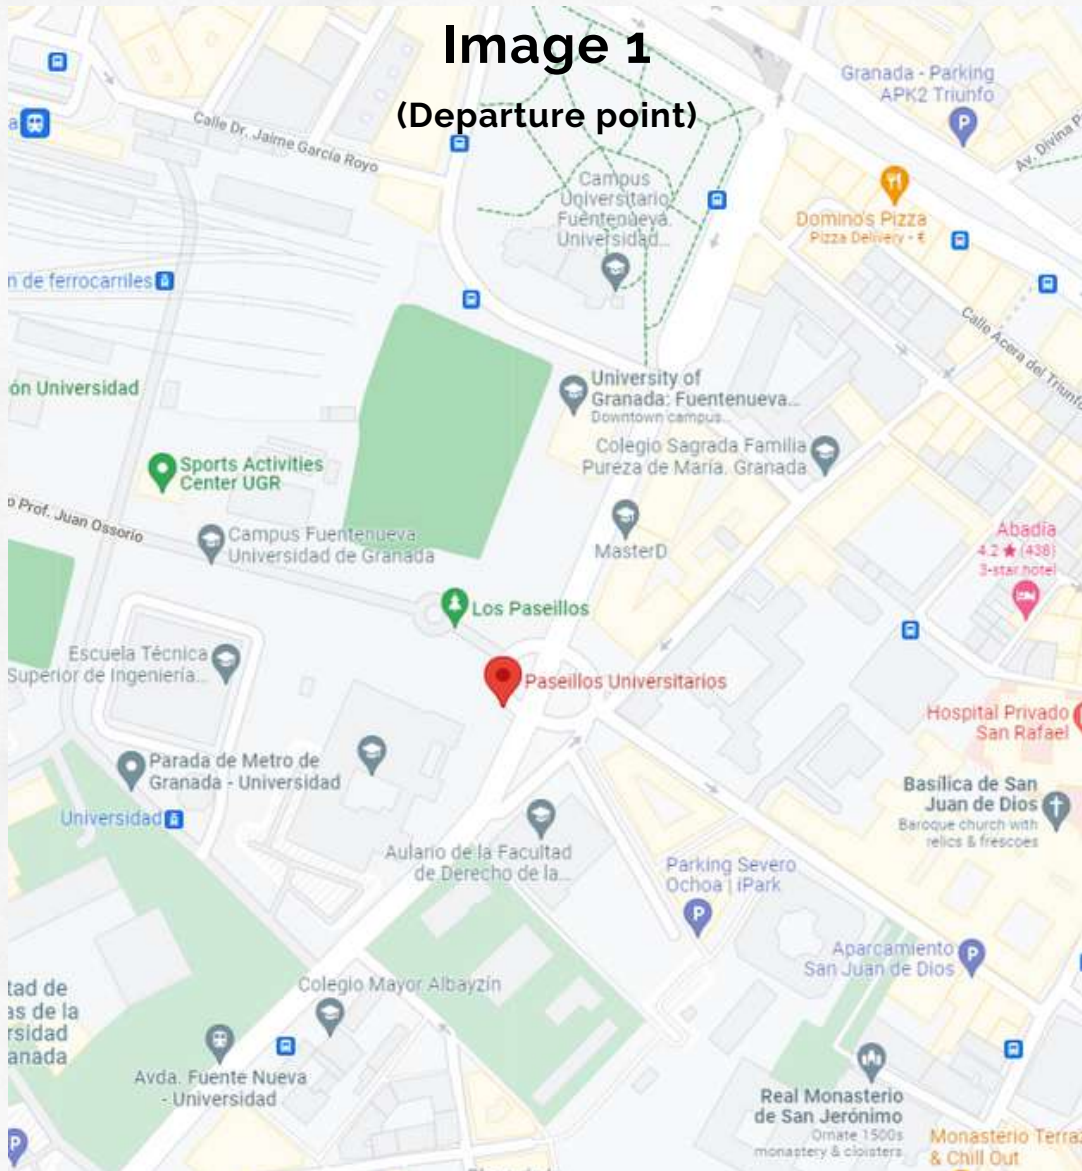 Image 1
(Departure point)
Granada - Parking
APK2 Triunfo
Calle Dr. Jaime García Royo
Av. Divina P
Campus
Universitario
Fuentenueva.
Universidad...
Domino's Pizza
Pizza Delivery - €
n de ferrocarriles
Calle Acera del Triunfo
ón Universidad
University of
Granada: Fuentenueva...
Downtown campus...
Colegio Sagrada Familia
Pureza de María. Granada
Sports Activities
Center UGR
o Prof. Juan Ossorio
Campus Fuentenueva
Universidad de Granada
MasterD
Abadía
4.2 ★ (438)
3-star hotel
Los Paseillos
Escuela Técnica
Superior de Ingeniería...
Paseillos Universitarios
Hospital Privado
San Rafael
Parada de Metro de
Granada - Universidad
Universidad
Basílica de San
Juan de Dios
Baroque church with
relics & frescoes
Aulario de la Facultad
de Derecho de la...
Parking Severo
Ochoa | iPark
Aparcamiento
San Juan de Dios
Colegio Mayor Albayzín
tad de
as de la
rsidad
anada
Avda. Fuente Nueva
- Universidad
Real Monasterio
de San Jerónimo
Ornate 1500s
monastery & cloisters
Monasterio Terraz
& Chill Out